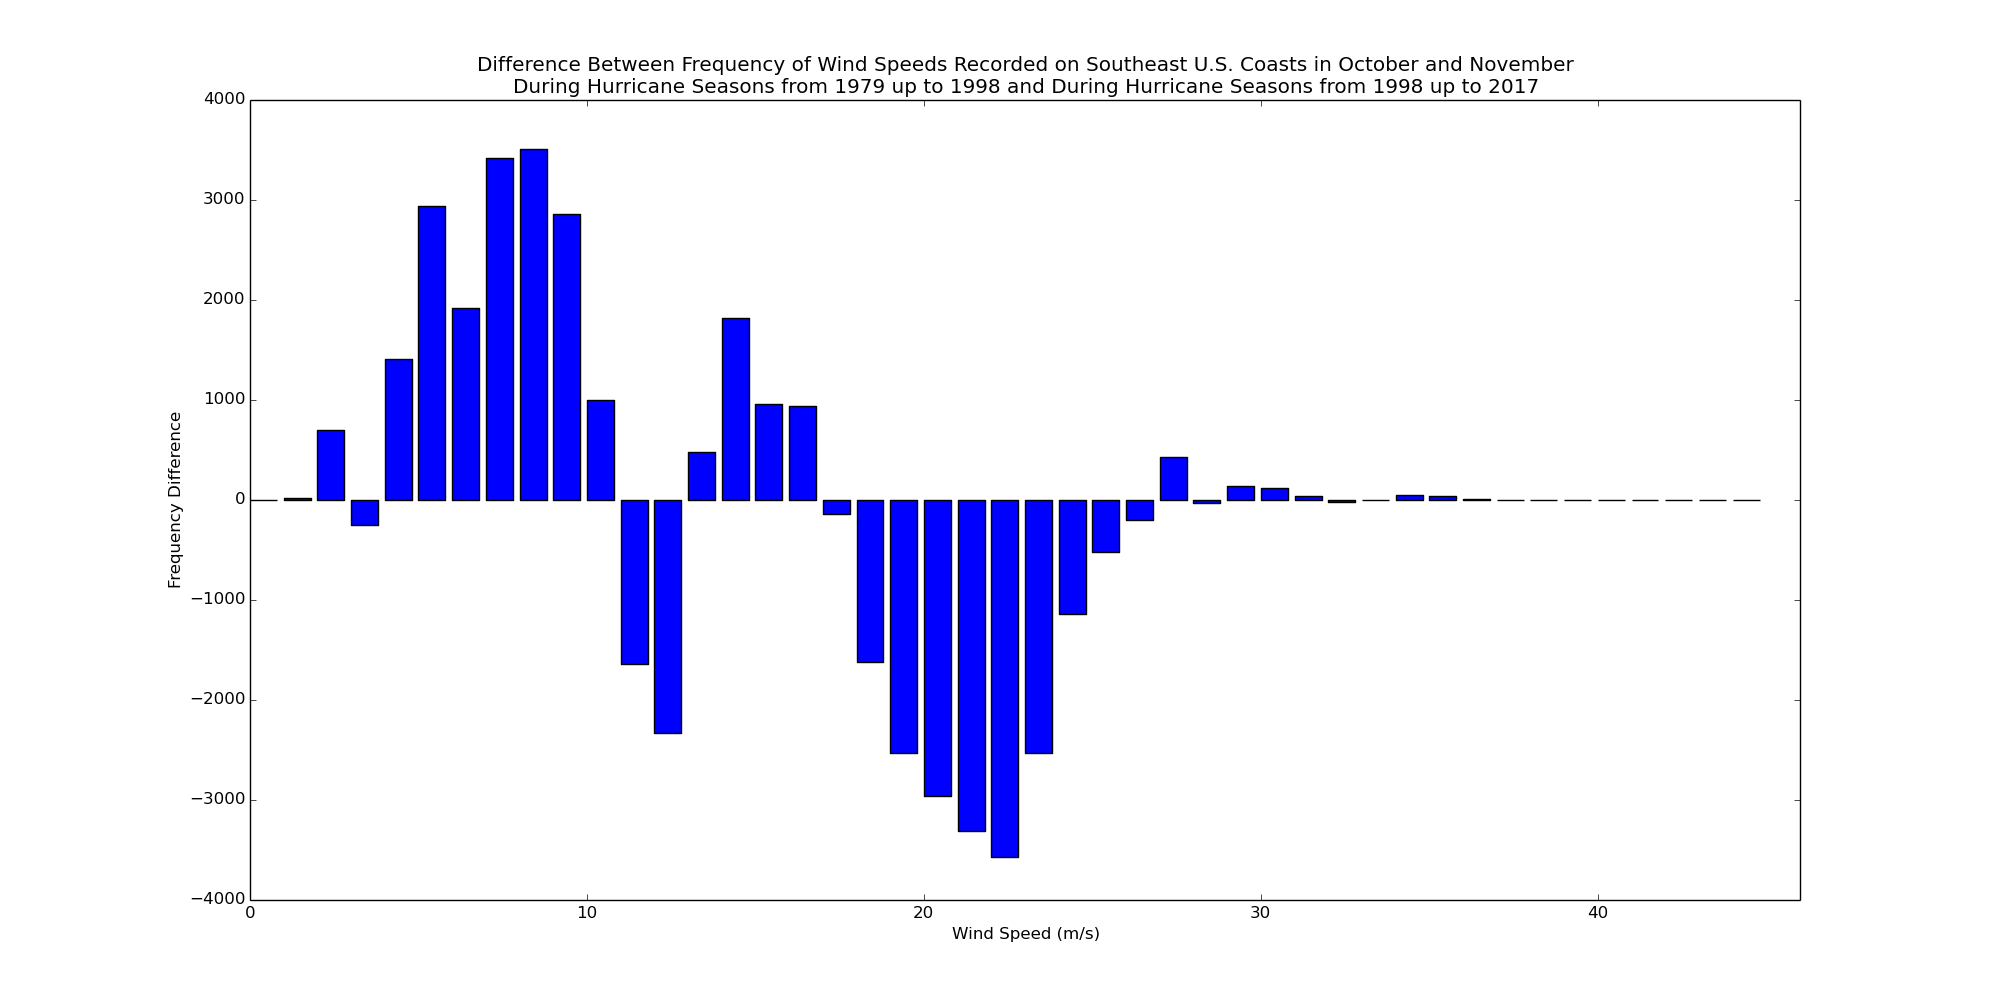 Difference Between Frequency of Wind Speeds Recorded on Southeast U.S. Coasts in October and November
During Hurricane Seasons from 1979 up to 1998 and During Hurricane Seasons from 1998 up to 2017
4000
3000
2000
1000
0
−1000
−2000
−3000
−4000
Frequency Difference
0 10 20 30 40
Wind Speed (m/s)